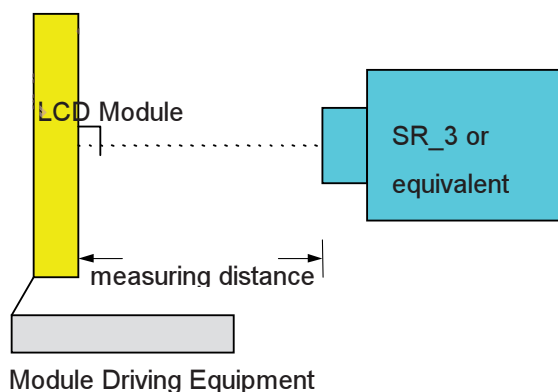 LCD Module
SR_3 or
equivalent
measuring distance
Module Driving Equipment